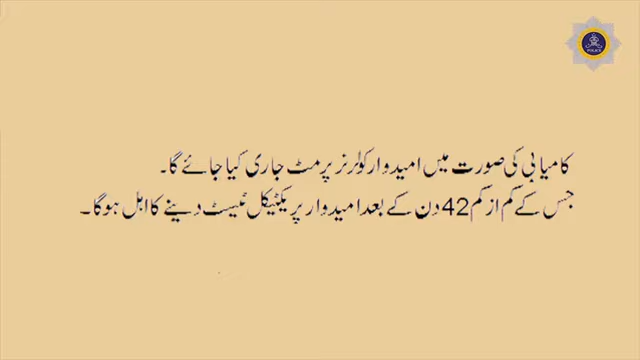 کامیابی کی صورت میں امیدوار کو لرنر پرمٹ جاری کیا جائے گا۔
جس کے کم از کم 42 دن کے بعد امیدوار پریکٹیکل ٹیسٹ دینے کا اہل ہوگا۔
POLICE